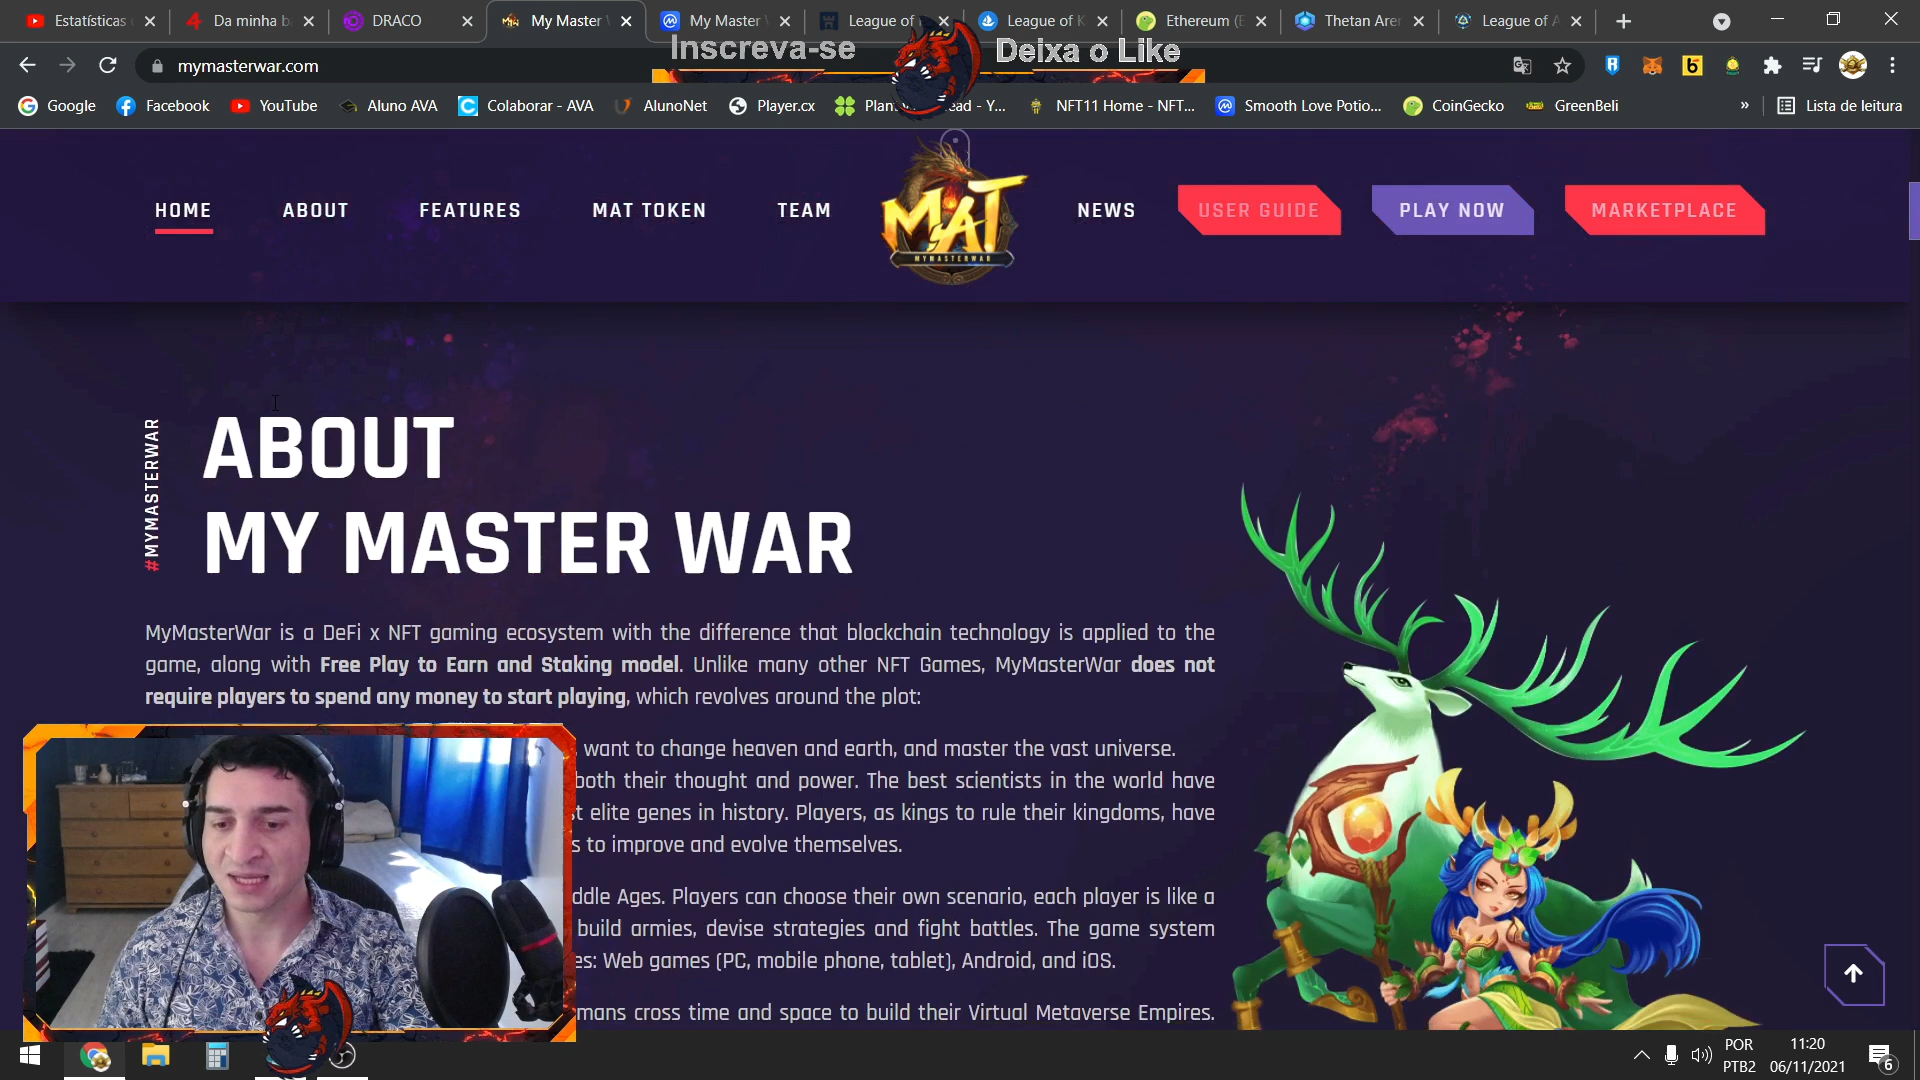 Estatísticas
Da minha b
DRACO
My Master
My Master
League of
League of K
Ethereum (E
Thetan Arer
League of A
Inscreva-se
Deixa o Like
mymasterwar.com
Google
Facebook
YouTube
Aluno AVA
Colaborar - AVA
AlunoNet
Player.cx
ead - Y...
NFT11 Home - NFT...
Smooth Love Potio...
CoinGecko
GreenBeli
»
Lista de leitura
HOME
ABOUT
FEATURES
MAT TOKEN
TEAM
MAT
MYMASTERWAR
NEWS
USER GUIDE
PLAY NOW
MARKETPLACE
#MYMASTERWAR
ABOUT
MY MASTER WAR
MyMasterWar is a DeFi x NFT gaming ecosystem with the difference that blockchain technology is applied to the
game, along with Free Play to Earn and Staking model. Unlike many other NFT Games, MyMasterWar does not
require players to spend any money to start playing, which revolves around the plot:
want to change heaven and earth, and master the vast universe.
both their thought and power. The best scientists in the world have
t elite genes in history. Players, as kings to rule their kingdoms, have
s to improve and evolve themselves.
ddle Ages. Players can choose their own scenario, each player is like a
build armies, devise strategies and fight battles. The game system
es: Web games (PC, mobile phone, tablet), Android, and iOS.
mans cross time and space to build their Virtual Metaverse Empires.
POR
PTB2
11:20
06/11/2021
6